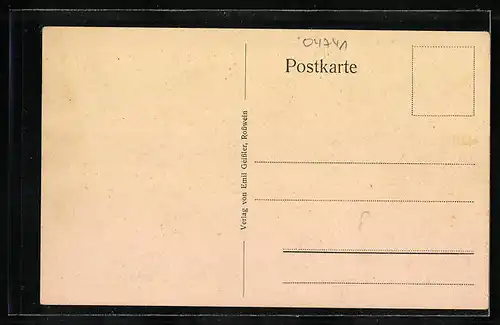 04741
Postkarte
Verlag von Emil Geißler, Roßwein